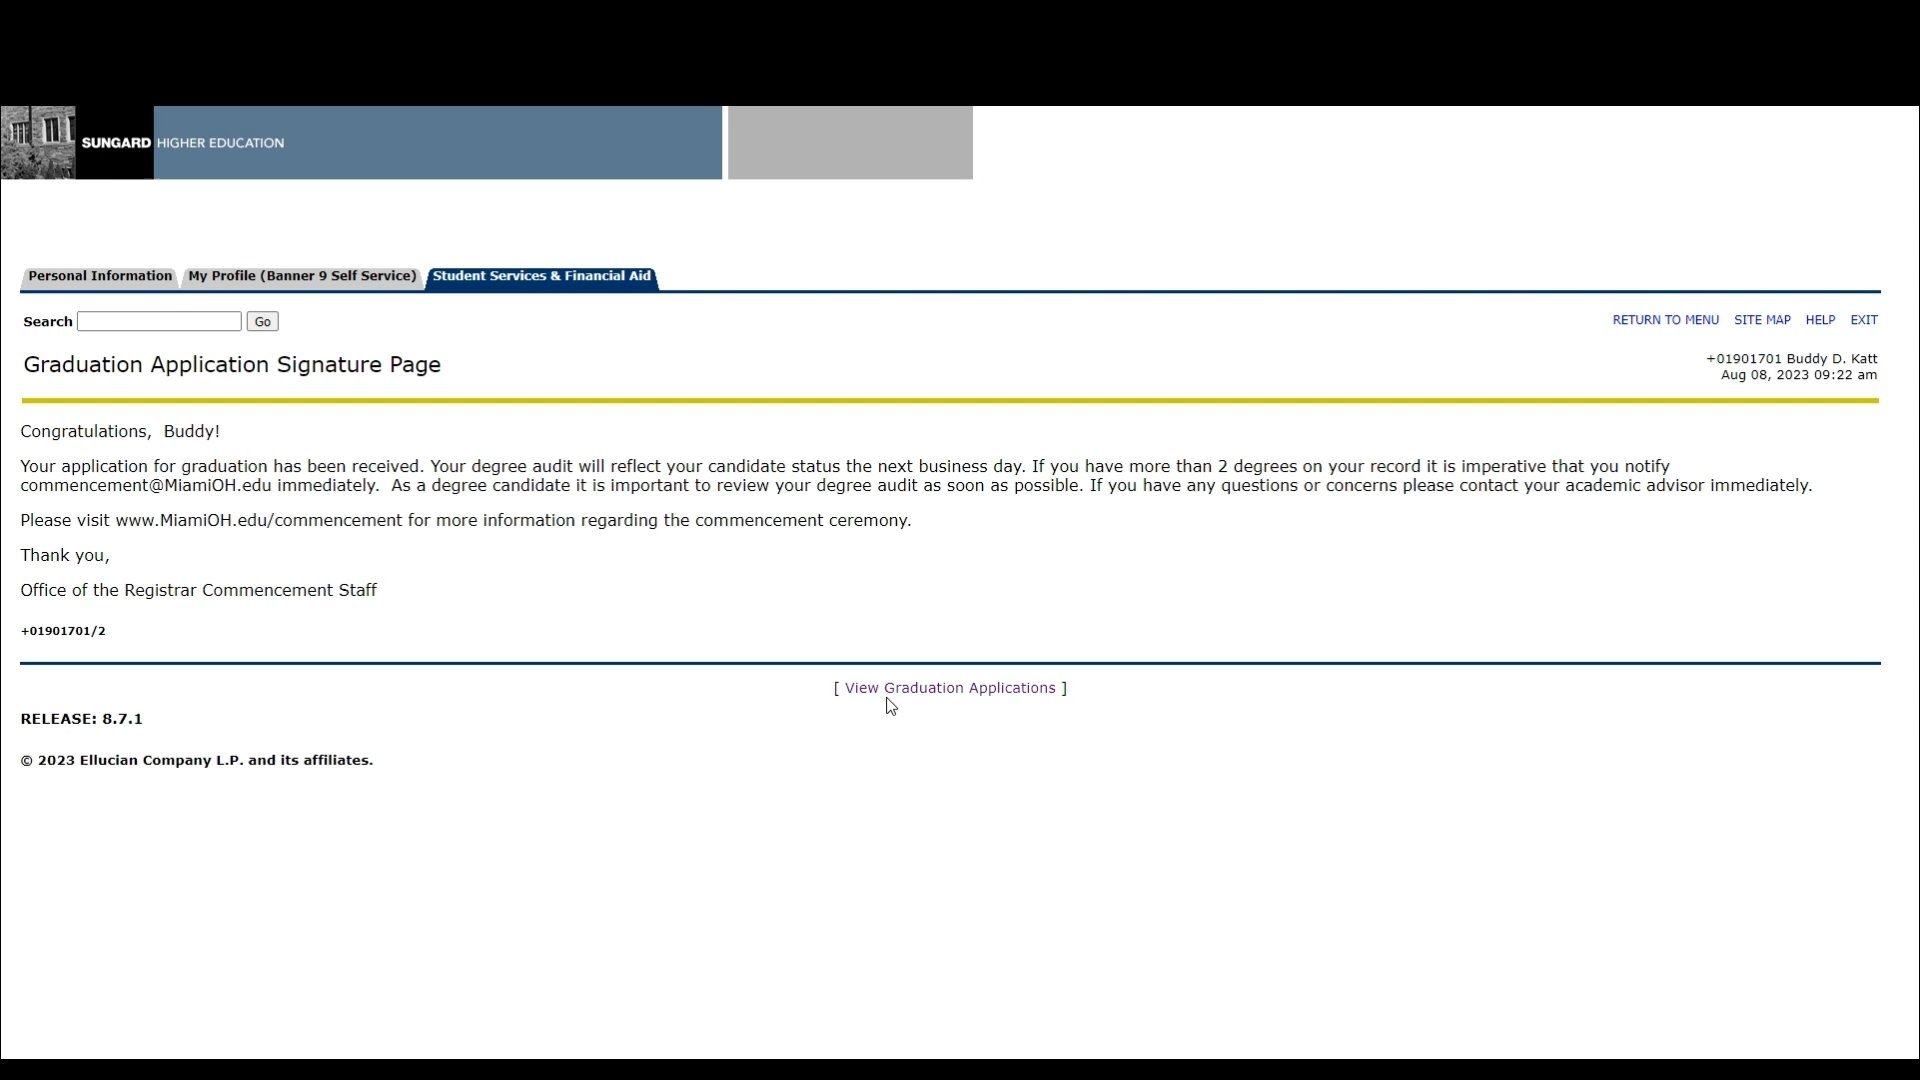 SUNGARD HIGHER EDUCATION
Personal Information My Profile (Banner 9 Self Service) Student Services & Financial Aid
Search Go
RETURN TO MENU SITE MAP HELP EXIT
Graduation Application Signature Page
+01901701 Buddy D. Katt
Aug 08, 2023 09:22 am
Congratulations, Buddy!
Your application for graduation has been received. Your degree audit will reflect your candidate status the next business day. If you have more than 2 degrees on your record it is imperative that you notify
commencement@MiamiOH.edu immediately. As a degree candidate it is important to review your degree audit as soon as possible. If you have any questions or concerns please contact your academic advisor immediately.
Please visit www.MiamiOH.edu/commencement for more information regarding the commencement ceremony.
Thank you,
Office of the Registrar Commencement Staff
+01901701/2
[ View Graduation Applications ]
RELEASE: 8.7.1
© 2023 Ellucian Company L.P. and its affiliates.